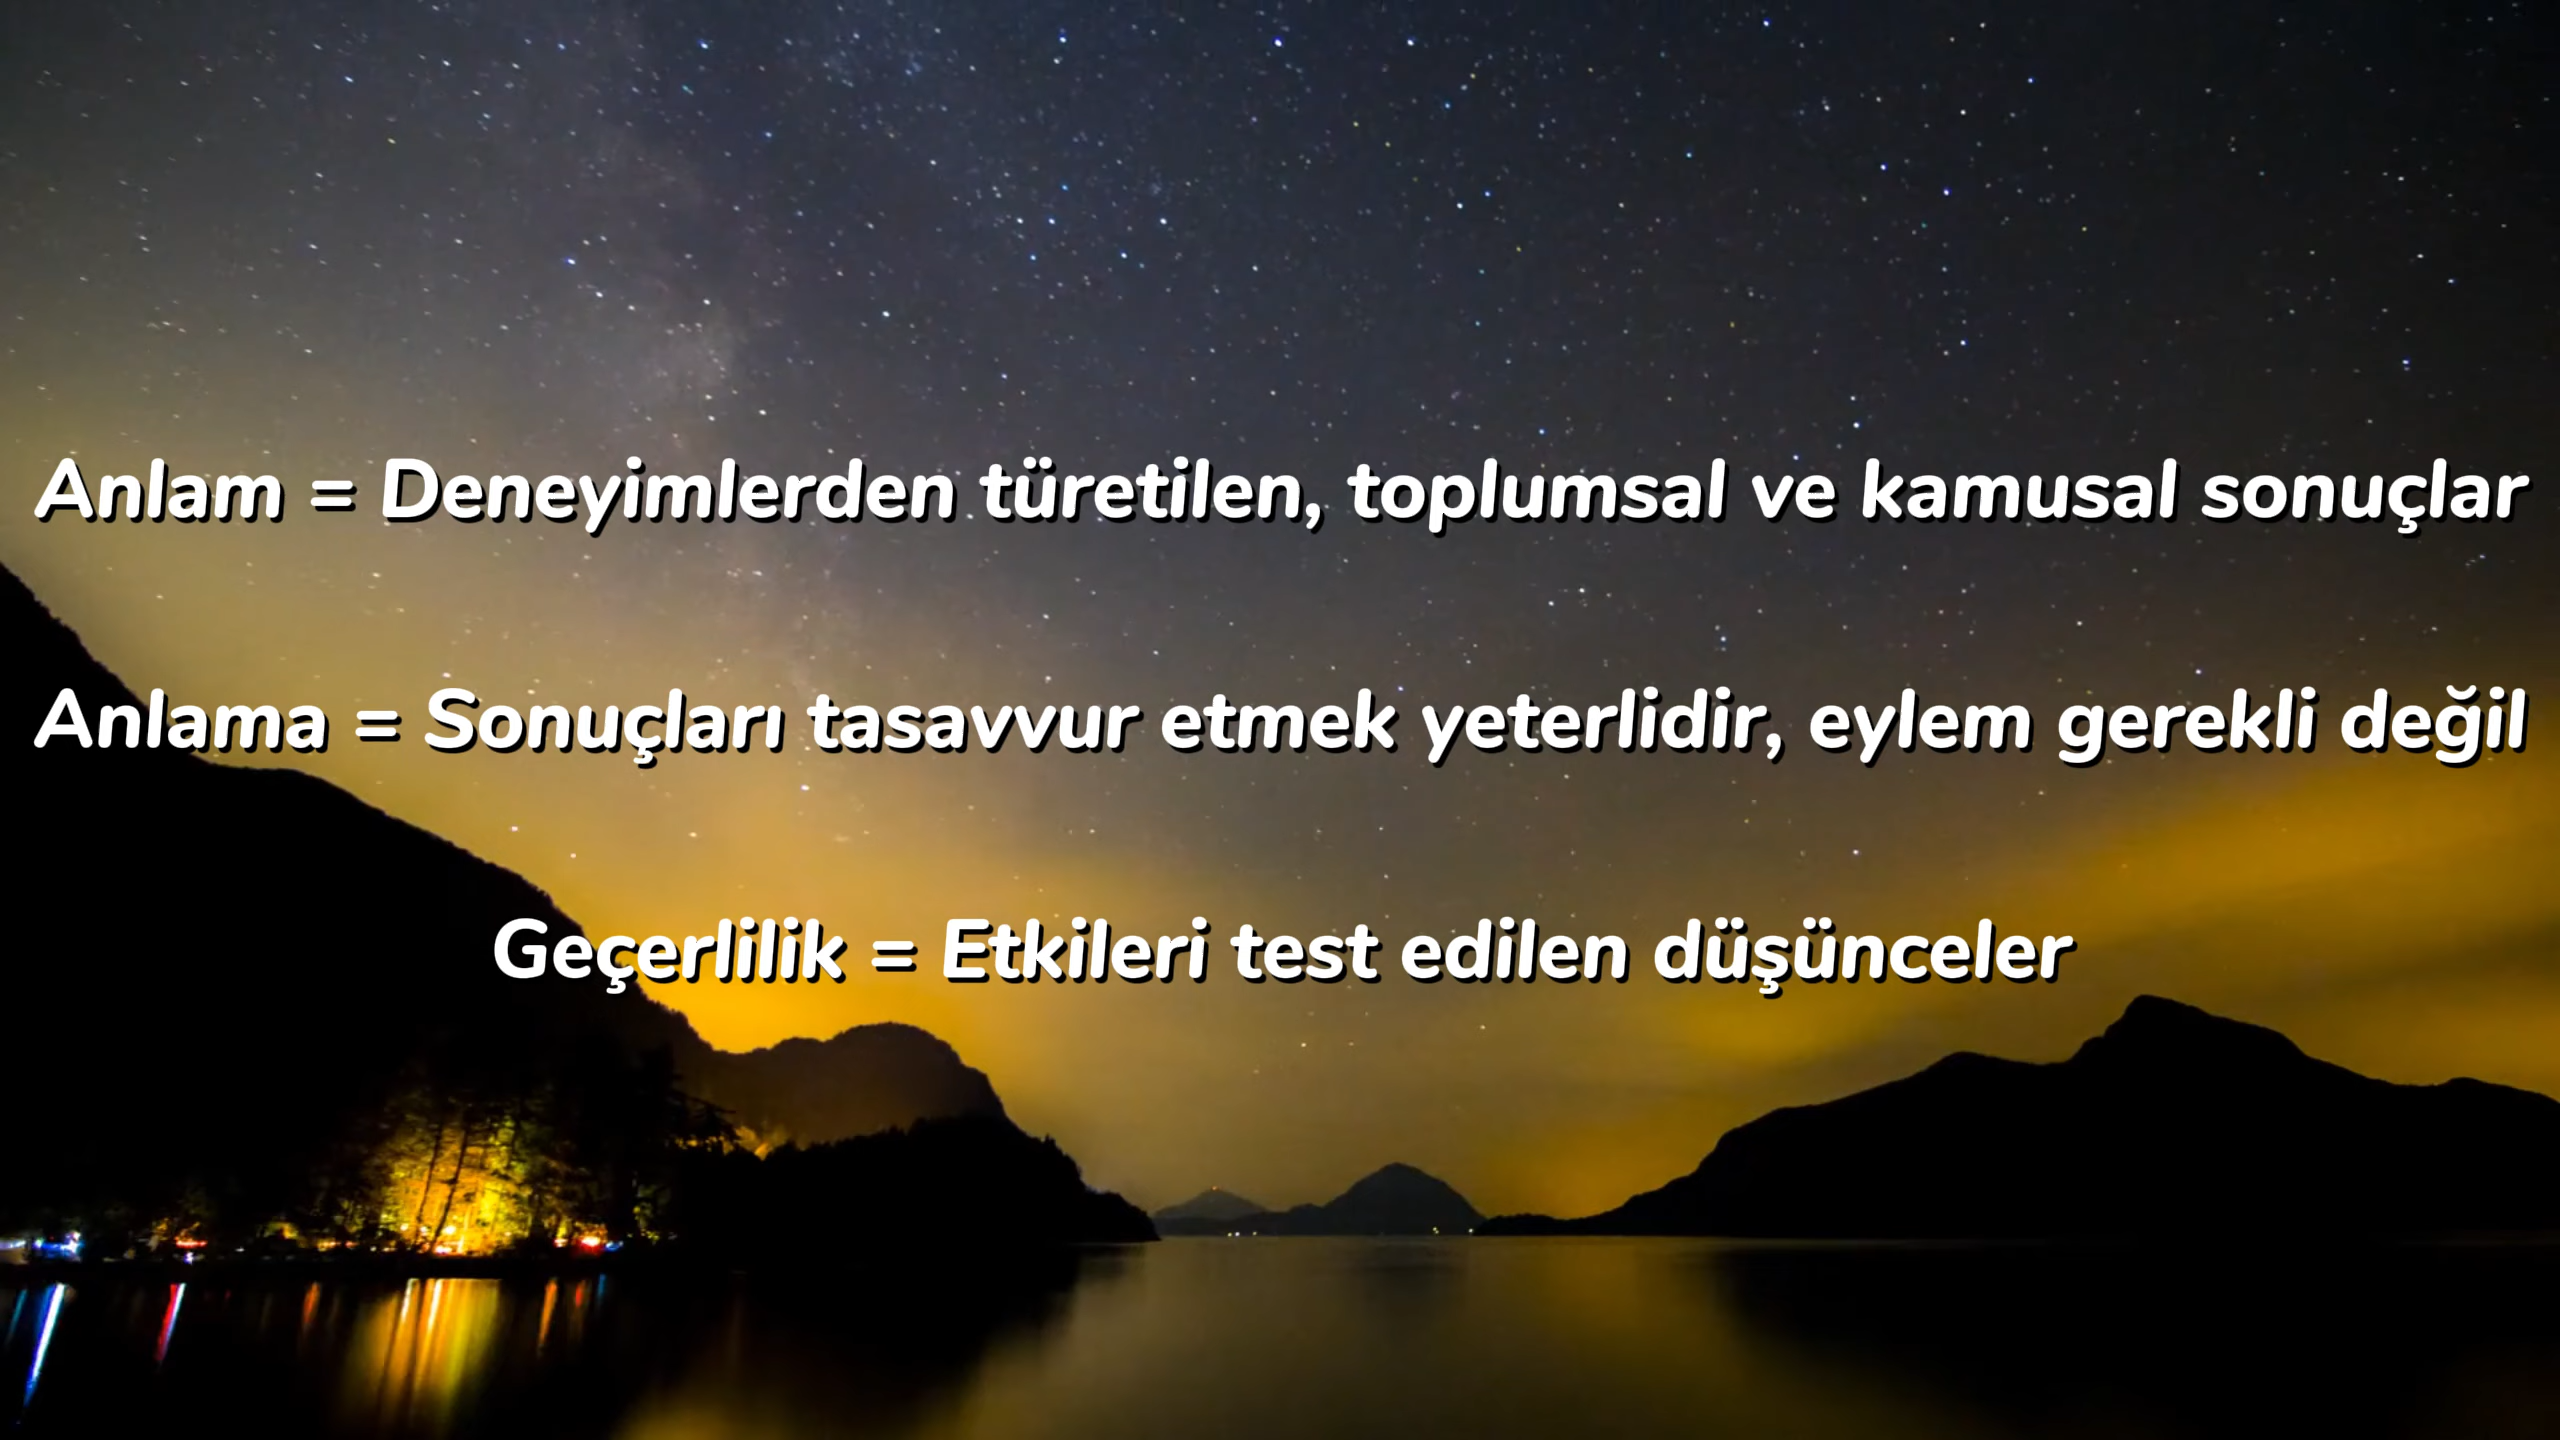 Anlam = Deneyimlerden türetilen, toplumsal ve kamusal sonuçlar
Anlama = Sonuçları tasavvur etmek yeterlidir, eylem gerekli değil
Geçerlilik = Etkileri test edilen düşünceler